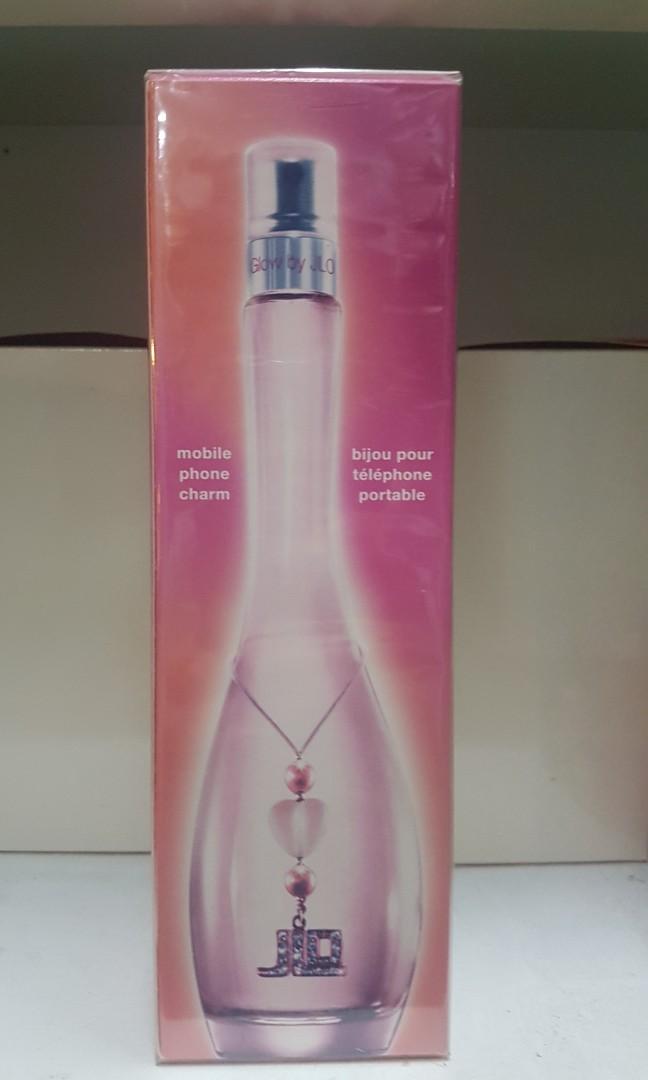 Glow by JLO
mobile
phone
charm
bijou pour
téléphone
portable
JLO